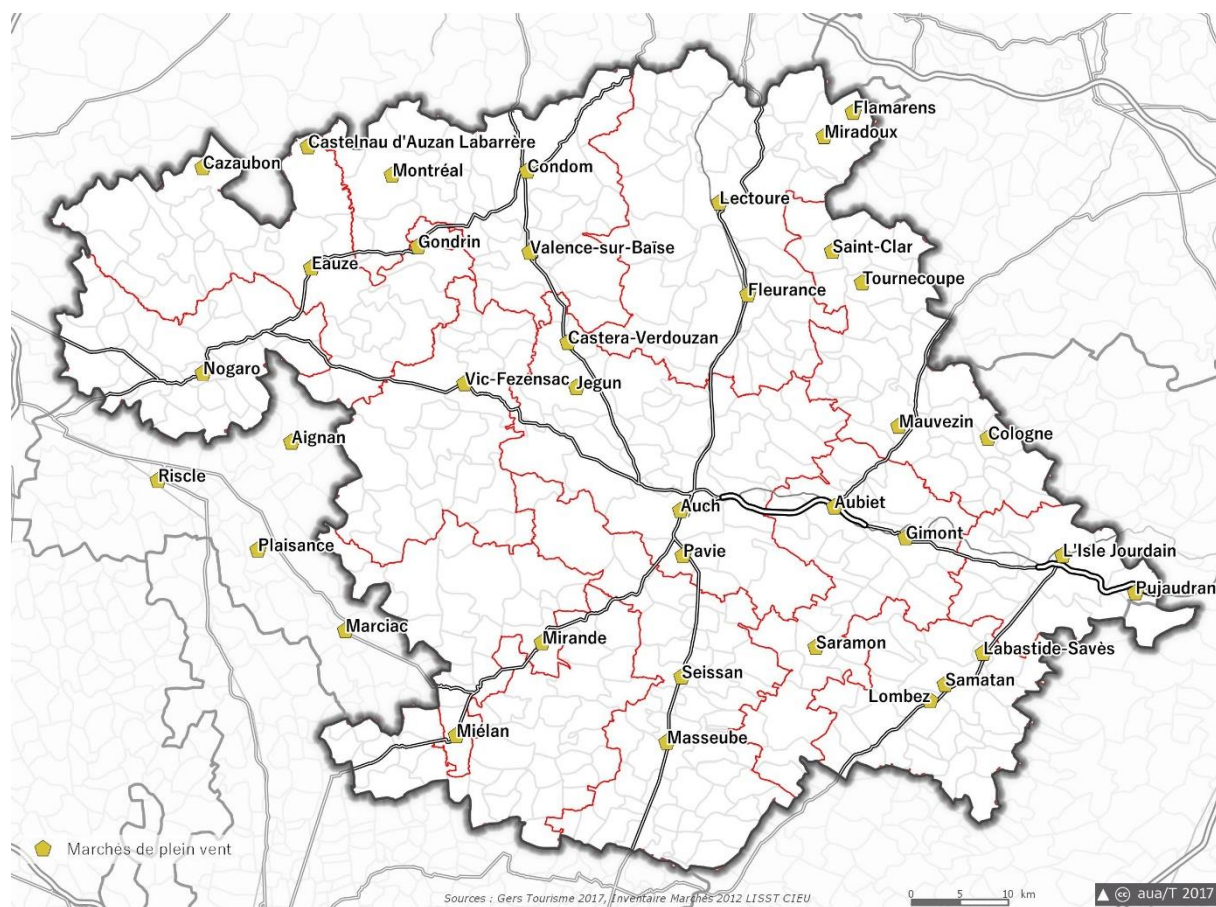 Flamarens
Miradoux
Castelnau d'Auzan Labarrère
Cazaubon
Montréal
Condom
Lectoure
Gondrin
Valence-sur-Baïse
Saint-Clar
Eauze
Tournecoupe
Fleurance
Castera-Verdouzan
Nogaro
Vic-Fezensac
Jegun
Mauvezin
Cologne
Aignan
Riscle
Auch
Aubiet
Gimont
Plaisance
Pavie
L'Isle Jourdain
Pujaudran
Marciac
Mirande
Saramon
Labastide-Savès
Seissan
Samatan
Lombez
Miélan
Masseube
Marchés de plein vent
Sources : Gers Tourisme 2017, Inventaire Marchés 2012 LISST CIEU
0 5 10 km
cc aua/T 2017